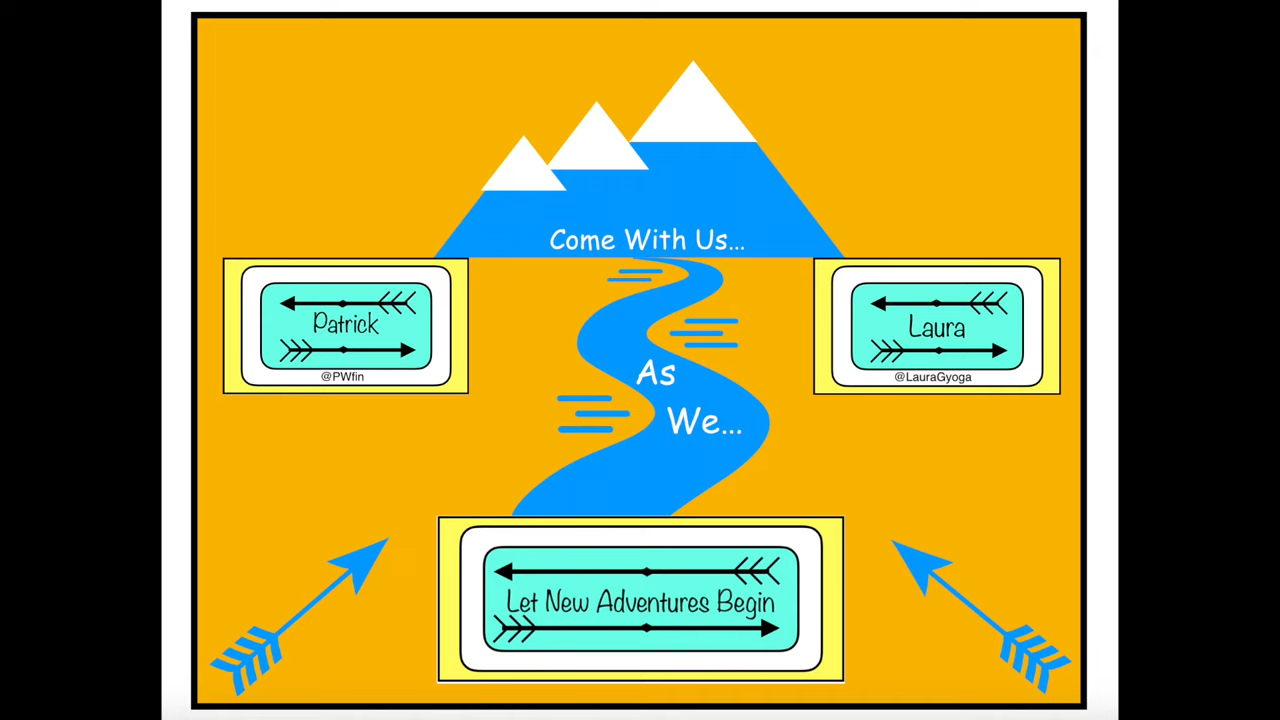 Come With Us...
Patrick
@PWfin
Laura
@LauraGyoga
As
We...
Let New Adventures Begin